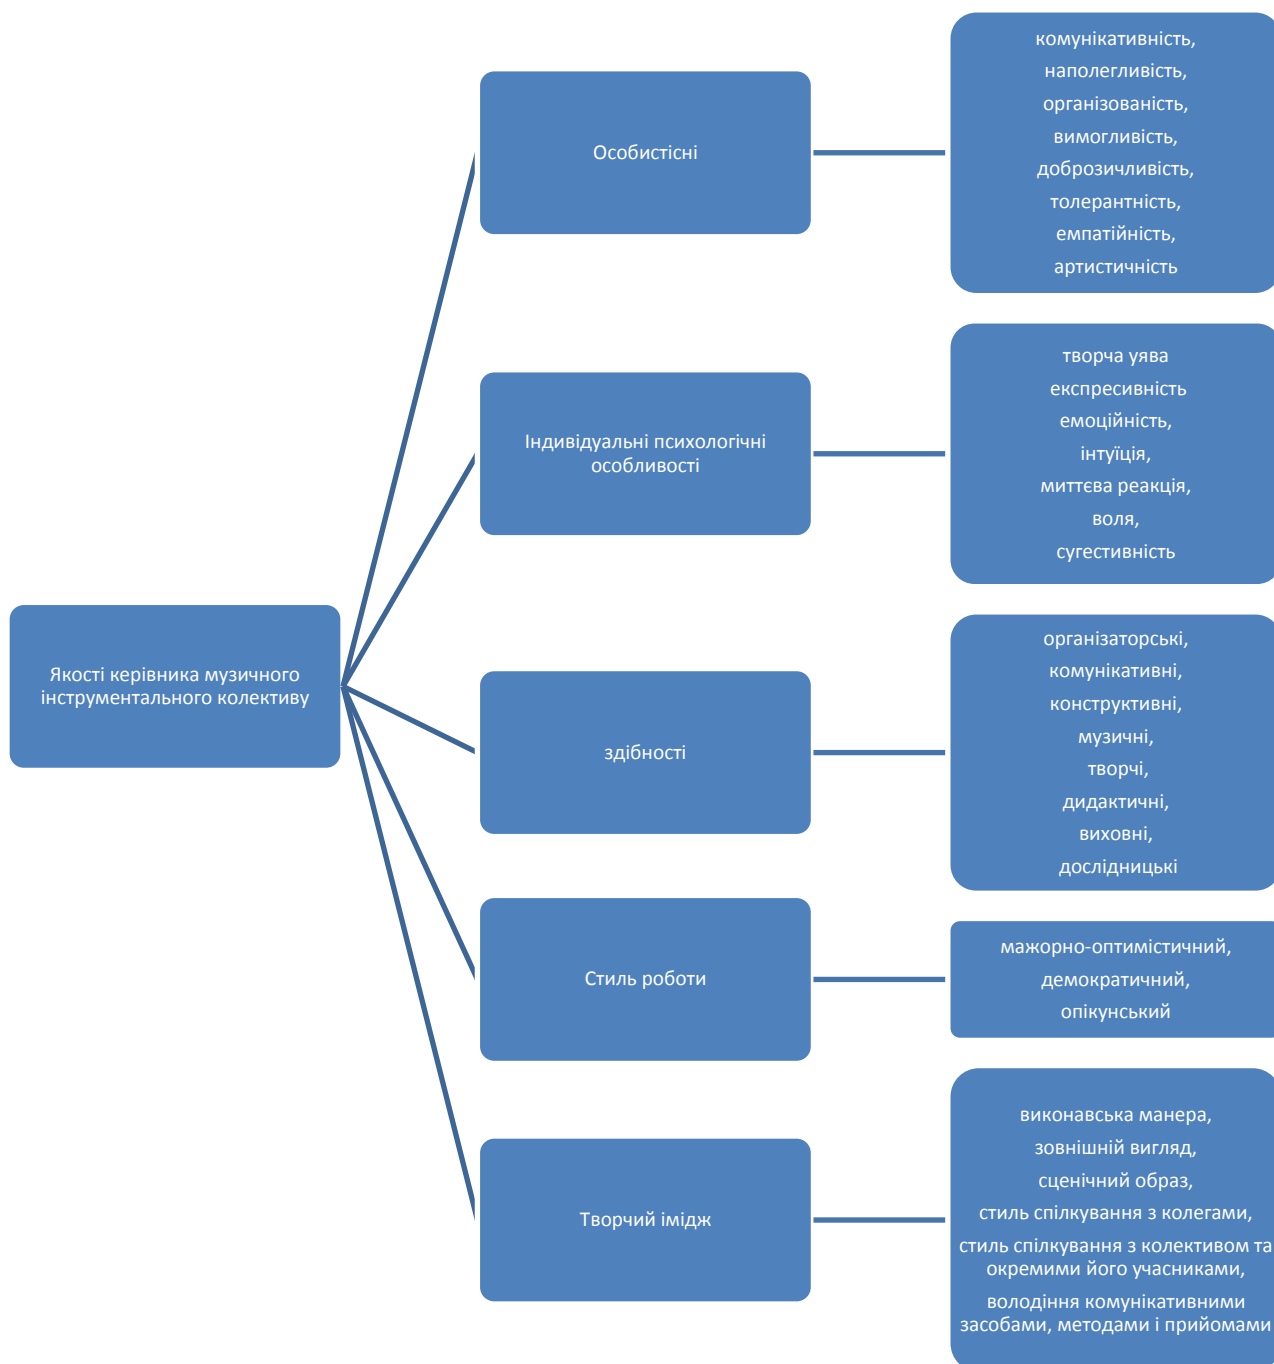 Якості керівника музичного
інструментального колективу
Особистісні
комунікативність,
наполегливість,
організованість,
вимогливість,
доброзичливість,
толерантність,
емпатійність,
артистичність
Індивідуальні психологічні
особливості
творча уява
експресивність
емоційність,
інтуїція,
миттєва реакція,
воля,
сугестивність
здібності
організаторські,
комунікативні,
конструктивні,
музичні,
творчі,
дидактичні,
виховні,
дослідницькі
Стиль роботи
мажорно-оптимістичний,
демократичний,
опікунський
Творчий імідж
виконавська манера,
зовнішній вигляд,
сценічний образ,
стиль спілкування з колегами,
стиль спілкування з колективом та
окремими його учасниками,
володіння комунікативними
засобами, методами і прийомами